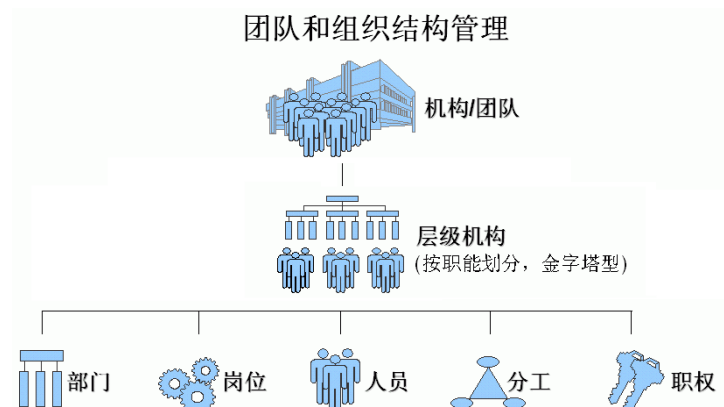 团队和组织结构管理
机构/团队
层级机构
(按职能划分，金字塔型)
部门
岗位
人员
分工
职权